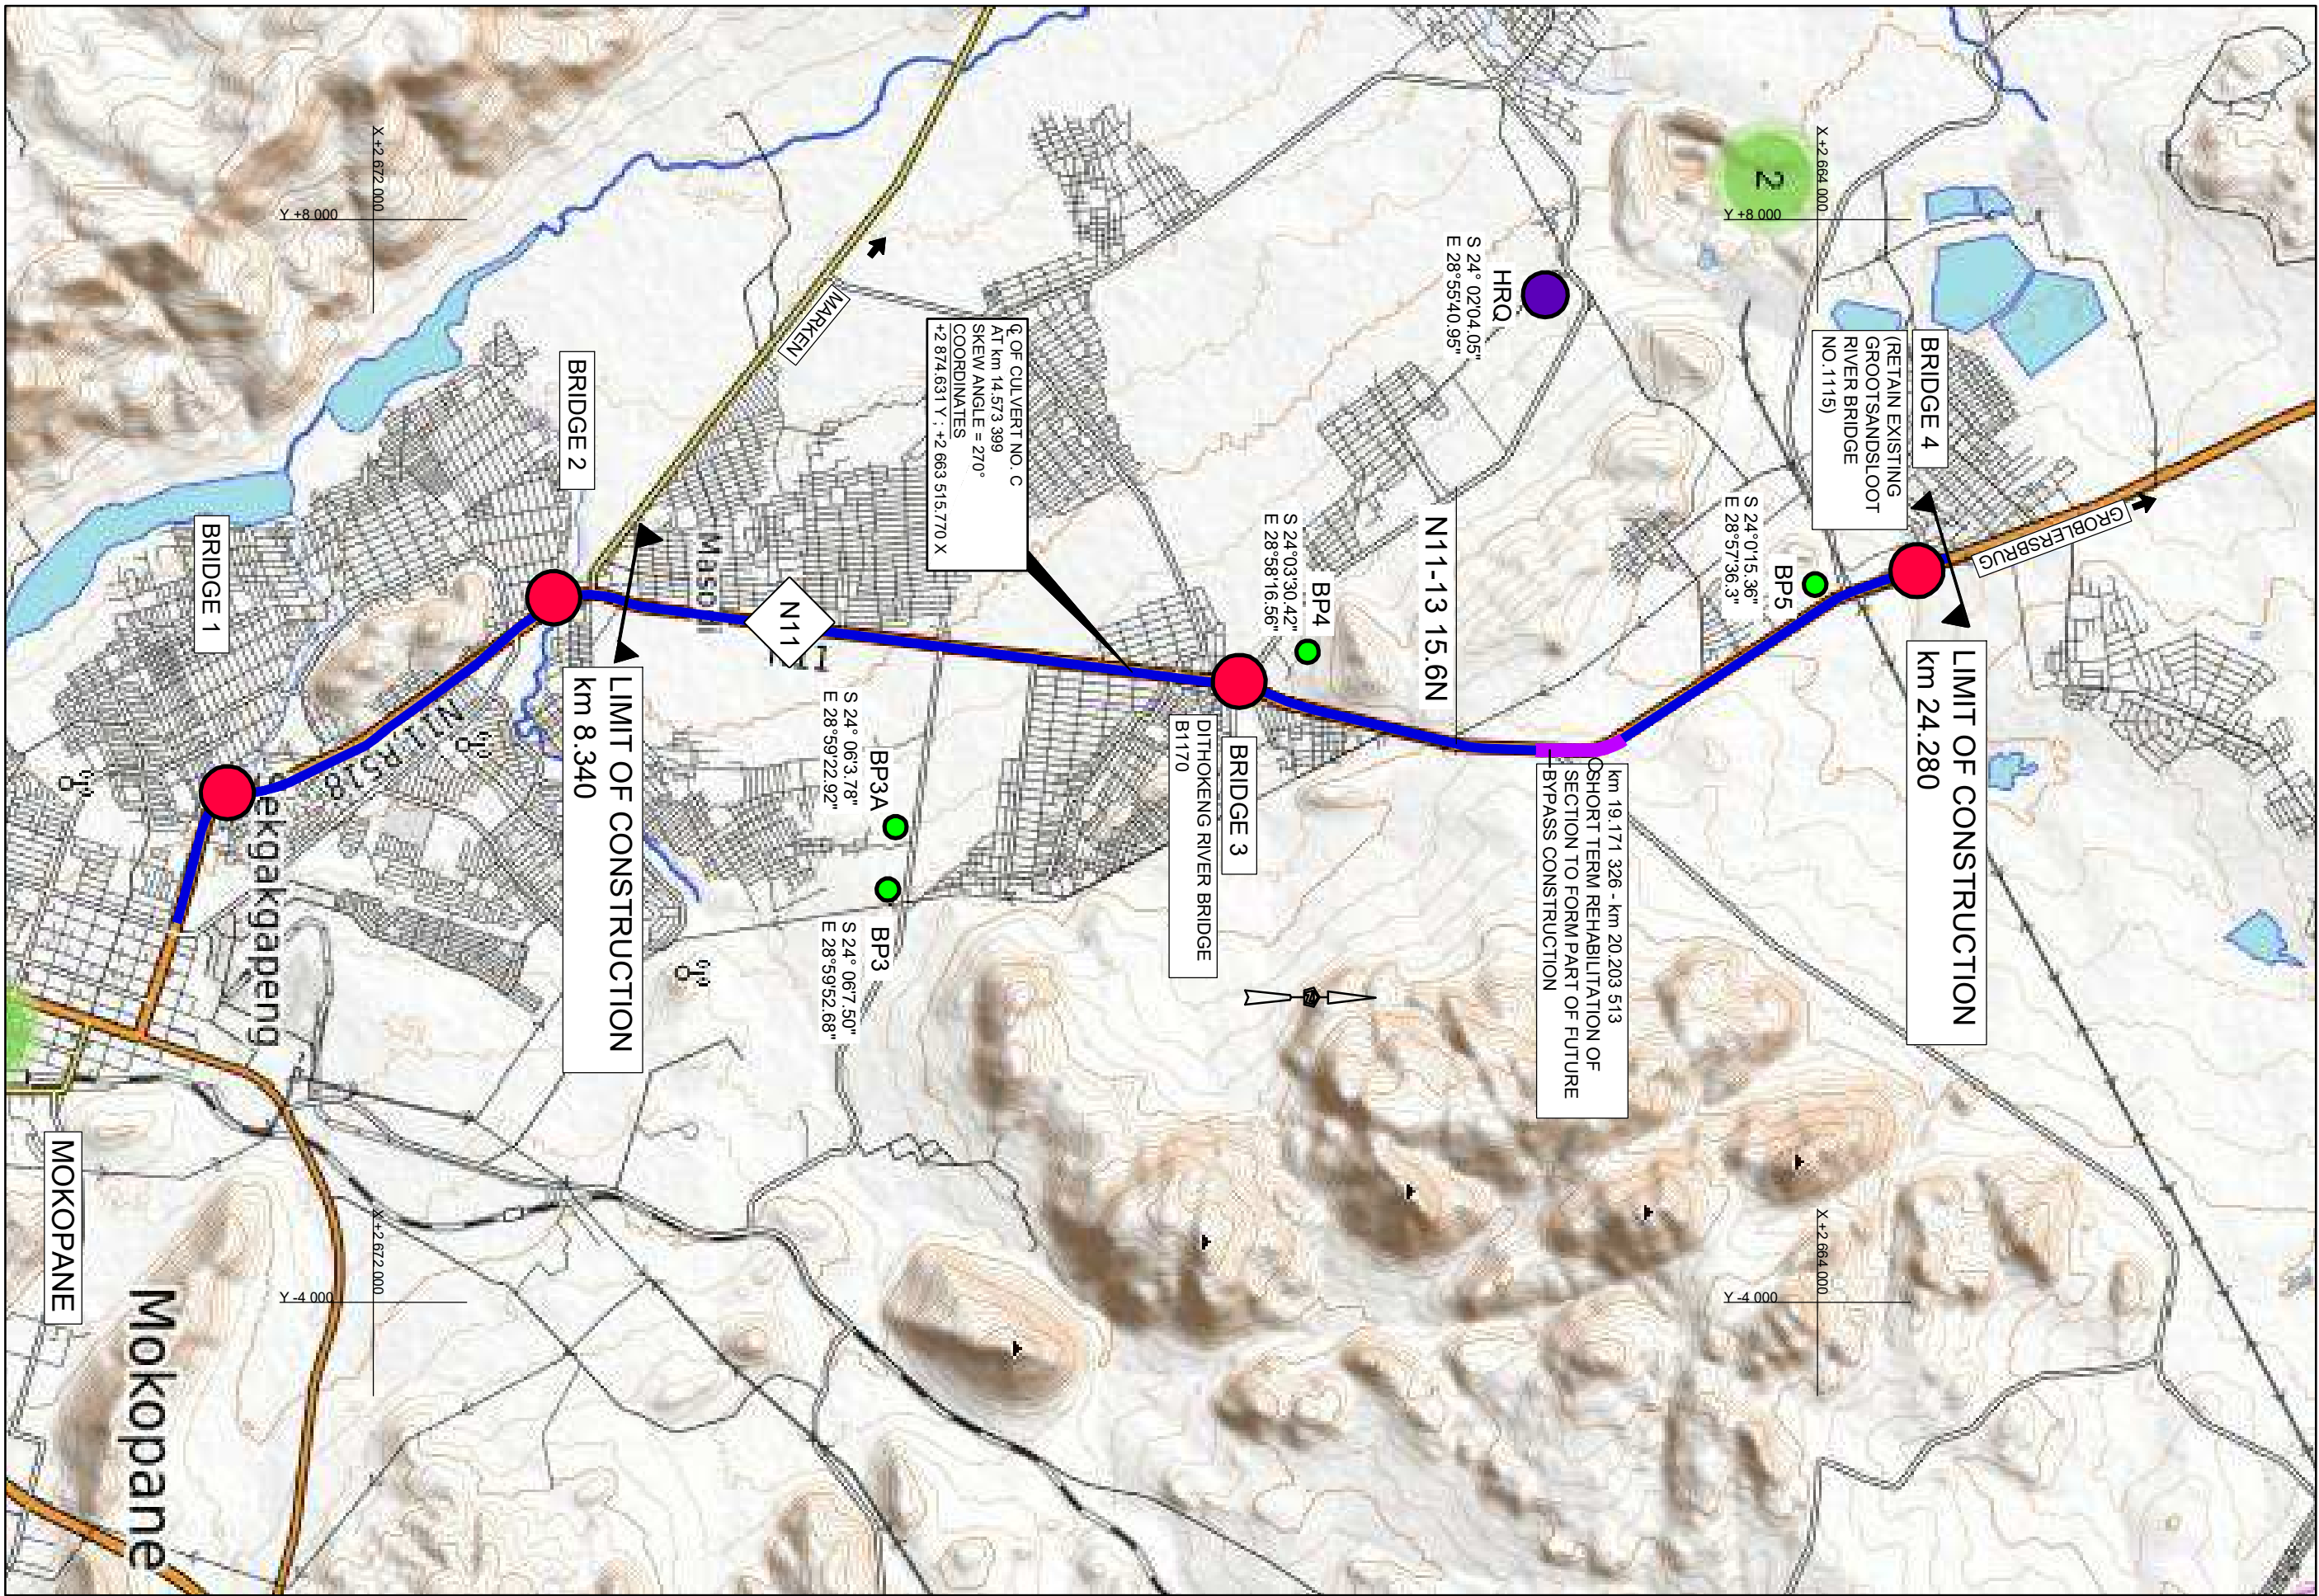 X +2 664 000
Y +8 000
2
BRIDGE 4
(RETAIN EXISTING
GROOTSANDSLOOT
RIVER BRIDGE
NO.1115)
GROBLERSBRUG
LIMIT OF CONSTRUCTION
km 24.280
BP5
S 24°0'15.36"
E 28°57'36.3"
HRQ
S 24° 02'04.05"
E 28°55'40.95"
km 19.171 326 - km 20.203 513
SHORT TERM REHABILITATION OF
SECTION TO FORM PART OF FUTURE
BYPASS CONSTRUCTION
N11-13 15.6N
BP4
S 24°03'30.42"
E 28°58'16.56"
BRIDGE 3
DITHOKENG RIVER BRIDGE
B1170
℄ OF CULVERT NO. C
AT km 14.573 399
SKEW ANGLE = 270°
COORDINATES
+2 874.631 Y ; +2 663 515.770 X
MARKEN
N11
N11
BP3A
S 24° 06'3.78"
E 28°59'22.92"
BP3
S 24° 06'7.50"
E 28°59'52.68"
LIMIT OF CONSTRUCTION
km 8.340
BRIDGE 2
N11 R518
BRIDGE 1
X +2 672 000
Y +8 000
X +2 664 000
Y -4 000
X +2 672 000
Y -4 000
MOKOPANE
Mokopane